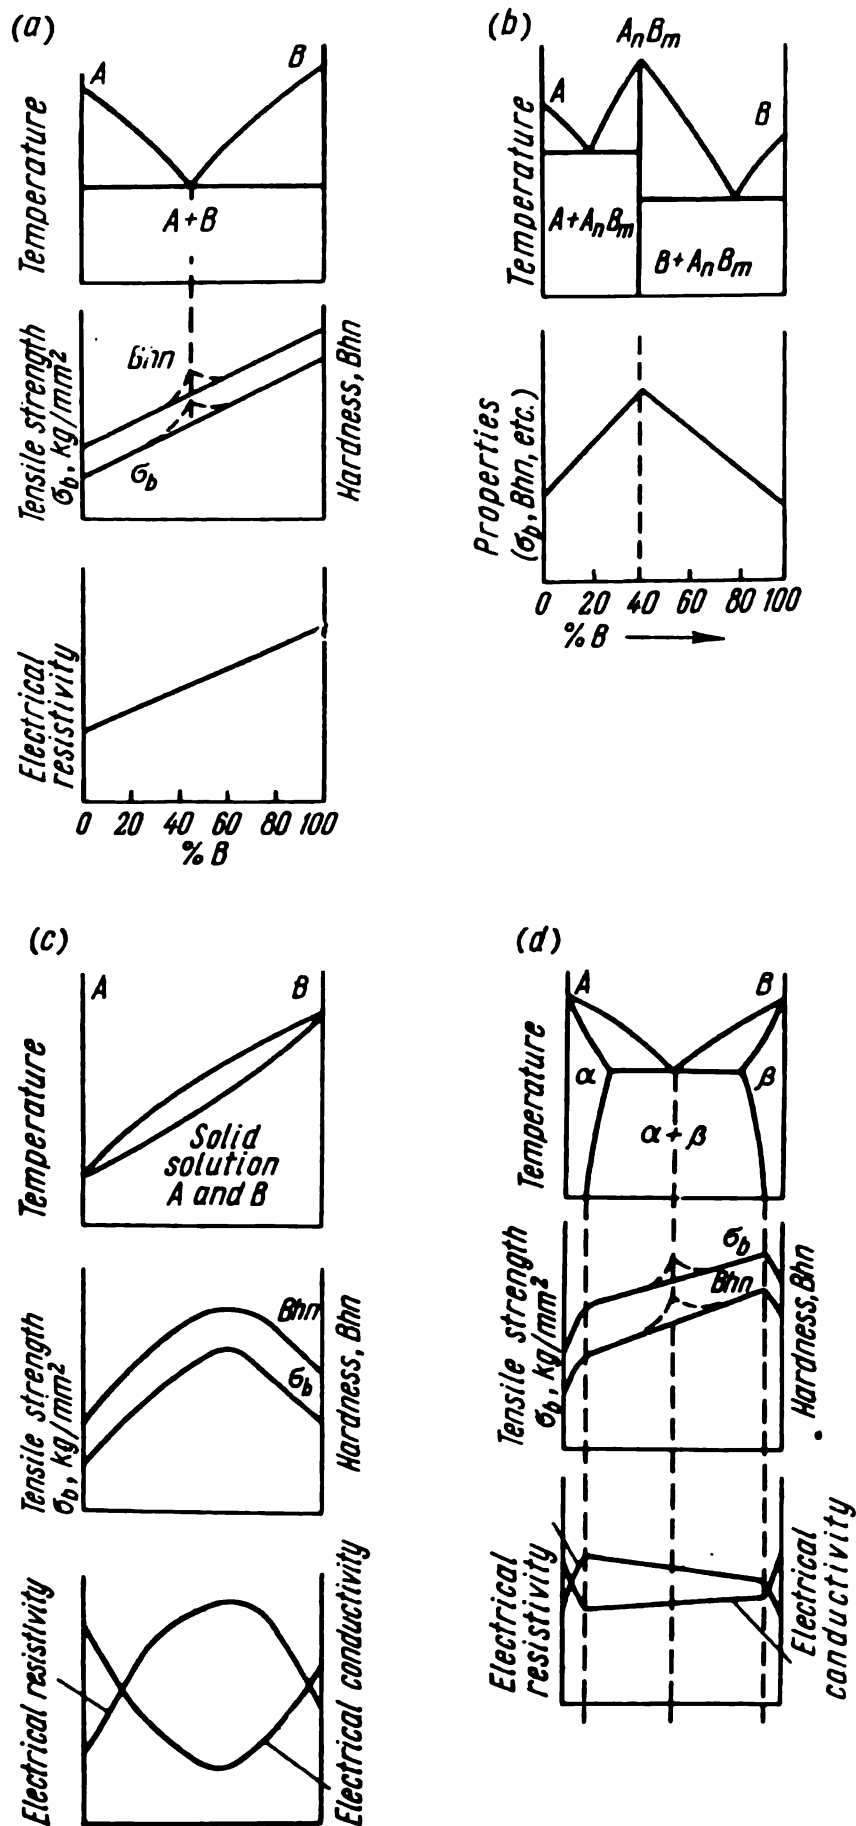 (a)
A
B
Temperature
A+B
Tensile strength
σb, kg/mm²
Bhn
σb
Hardness, Bhn
Electrical
resistivity
0 20 40 60 80 100
% B
(b)
AnBm
A
B
Temperature
A+AnBm
B+AnBm
Properties
(σb, Bhn, etc.)
0 20 40 60 80 100
% B
(c)
A
B
Temperature
Solid
solution
A and B
Tensile strength
σb, kg/mm²
Bhn
σb
Hardness, Bhn
Electrical resistivity
Electrical conductivity
(d)
A
B
Temperature
α
β
α+β
Tensile strength
σb, kg/mm²
σb
Bhn
Hardness, Bhn
Electrical
resistivity
Electrical
conductivity